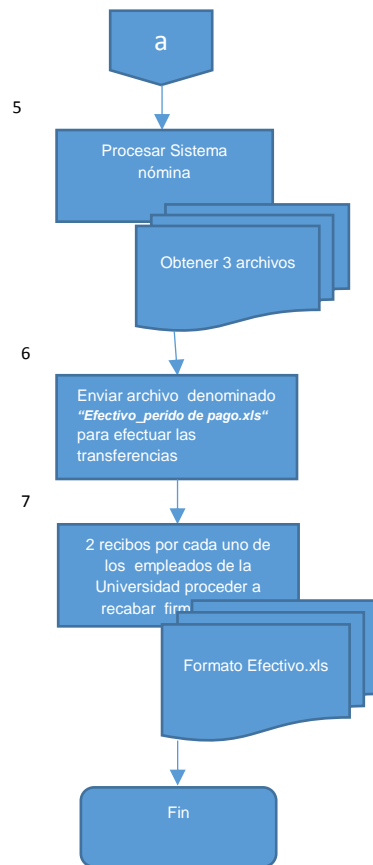 a
5
Procesar Sistema
nómina
Obtener 3 archivos
6
Enviar archivo denominado
"Efectivo_perido de pago.xls"
para efectuar las
transferencias
7
2 recibos por cada uno de
los empleados de la
Universidad proceder a
recabar
Formato Efectivo.xls
Fin